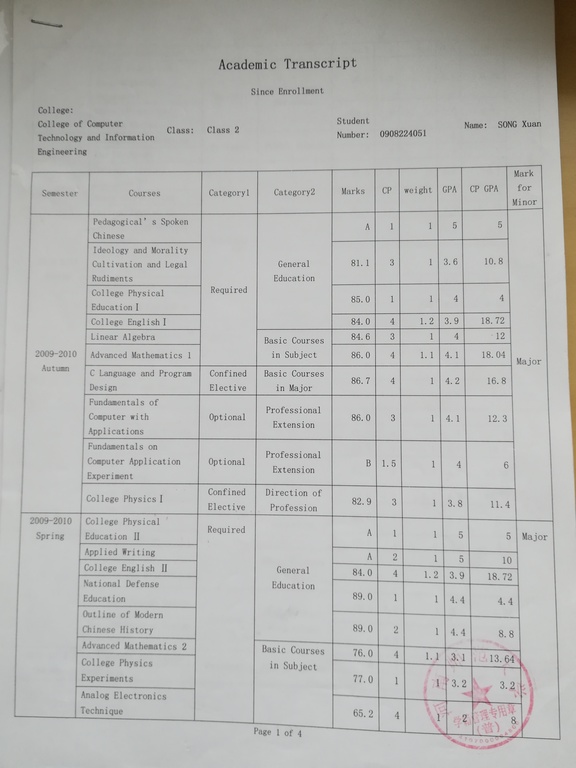 Academic Transcript
Since Enrollment
College:
College of Computer
Technology and Information
Engineering
Class: Class 2
Student
Number: 0908224051
Name: SONG Xuan
Semester Courses Category1 Category2 Marks CP weight GPA CP GPA Mark for Minor
2009-2010
Autumn
Pedagogical's Spoken
Chinese
Required
General
Education
A 1 1 5 5
Major
Ideology and Morality
Cultivation and Legal
Rudiments
81.1 3 1 3.6 10.8
College Physical
Education Ⅰ
85.0 1 1 4 4
College English Ⅰ 84.0 4 1.2 3.9 18.72
Linear Algebra
Basic Courses
in Subject
84.6 3 1 4 12
Advanced Mathematics 1 86.0 4 1.1 4.1 18.04
C Language and Program
Design
Confined
Elective
Basic Courses
in Major
86.7 4 1 4.2 16.8
Fundamentals of
Computer with
Applications
Optional
Professional
Extension
86.0 3 1 4.1 12.3
Fundamentals on
Computer Application
Experiment
Optional
Professional
Extension
B 1.5 1 4 6
College Physics Ⅰ
Confined
Elective
Direction of
Profession
82.9 3 1 3.8 11.4
2009-2010
Spring
College Physical
Education Ⅱ
Required
General
Education
A 1 1 5 5
Major
Applied Writing A 2 1 5 10
College English Ⅱ 84.0 4 1.2 3.9 18.72
National Defense
Education
89.0 1 1 4.4 4.4
Outline of Modern
Chinese History
89.0 2 1 4.4 8.8
Advanced Mathematics 2
Basic Courses
in Subject
76.0 4 1.1 3.1 13.64
College Physics
Experiments
77.0 1 1 3.2 3.2
Analog Electronics
Technique
65.2 4 1 2 8
Page 1 of 4